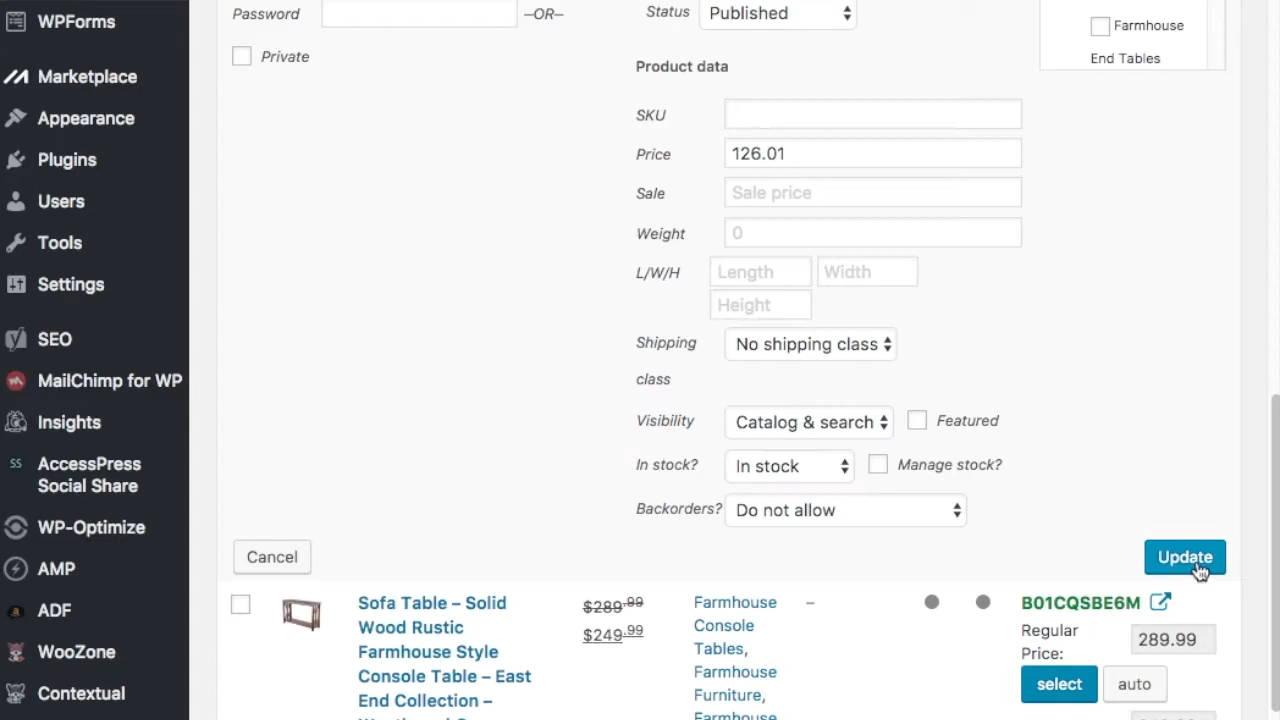 WPForms
Marketplace
Appearance
Plugins
Users
Tools
Settings
SEO
MailChimp for WP
Insights
SS AccessPress
Social Share
WP-Optimize
AMP
ADF
WooZone
Contextual
Password –OR–
Private
Status Published
Farmhouse
End Tables
Product data
SKU
Price 126.01
Sale Sale price
Weight 0
L/W/H Length Width
Height
Shipping No shipping class
class
Visibility Catalog & search Featured
In stock? In stock Manage stock?
Backorders? Do not allow
Cancel Update
Sofa Table – Solid
Wood Rustic
Farmhouse Style
Console Table – East
End Collection –
$289.99
$249.99
Farmhouse
Console
Tables,
Farmhouse
Furniture,
Farmhouse
–
B01CQSBE6M
Regular
Price: 289.99
select auto